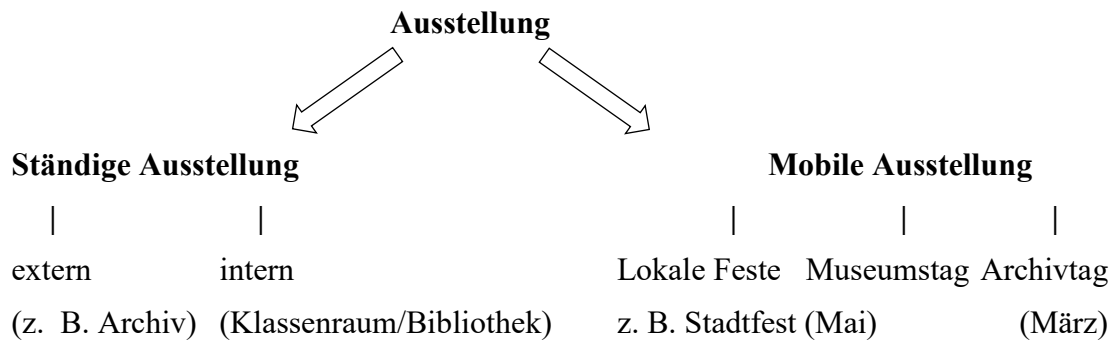 Ausstellung
Ständige Ausstellung Mobile Ausstellung
| | | | |
extern intern Lokale Feste Museumstag Archivtag
(z. B. Archiv) (Klassenraum/Bibliothek) z. B. Stadtfest (Mai) (März)